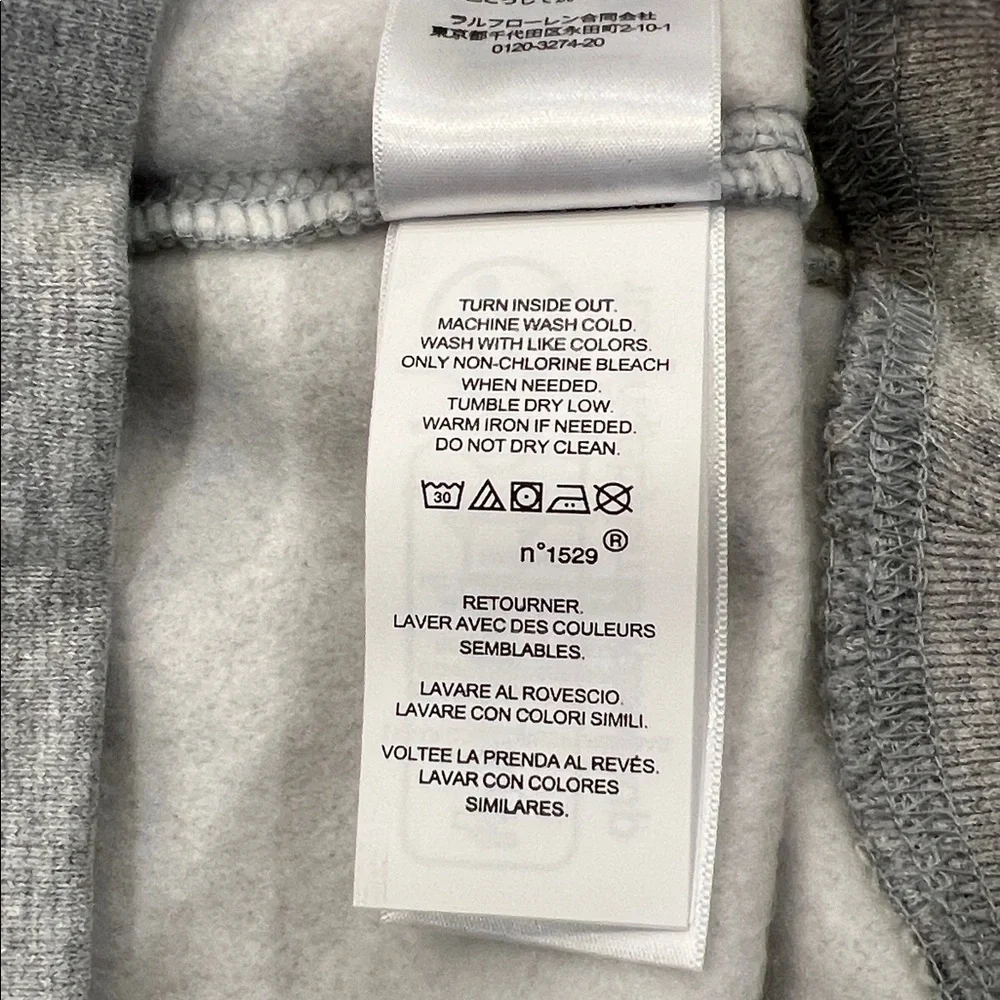 ラルフローレン合同会社
東京都千代田区永田町2-10-1
0120-3274-20
TURN INSIDE OUT.
MACHINE WASH COLD.
WASH WITH LIKE COLORS.
ONLY NON-CHLORINE BLEACH
WHEN NEEDED.
TUMBLE DRY LOW.
WARM IRON IF NEEDED.
DO NOT DRY CLEAN.
30
n°1529 ®
RETOURNER.
LAVER AVEC DES COULEURS
SEMBLABLES.
LAVARE AL ROVESCIO.
LAVARE CON COLORI SIMILI.
VOLTEE LA PRENDA AL REVÉS.
LAVAR CON COLORES
SIMILARES.